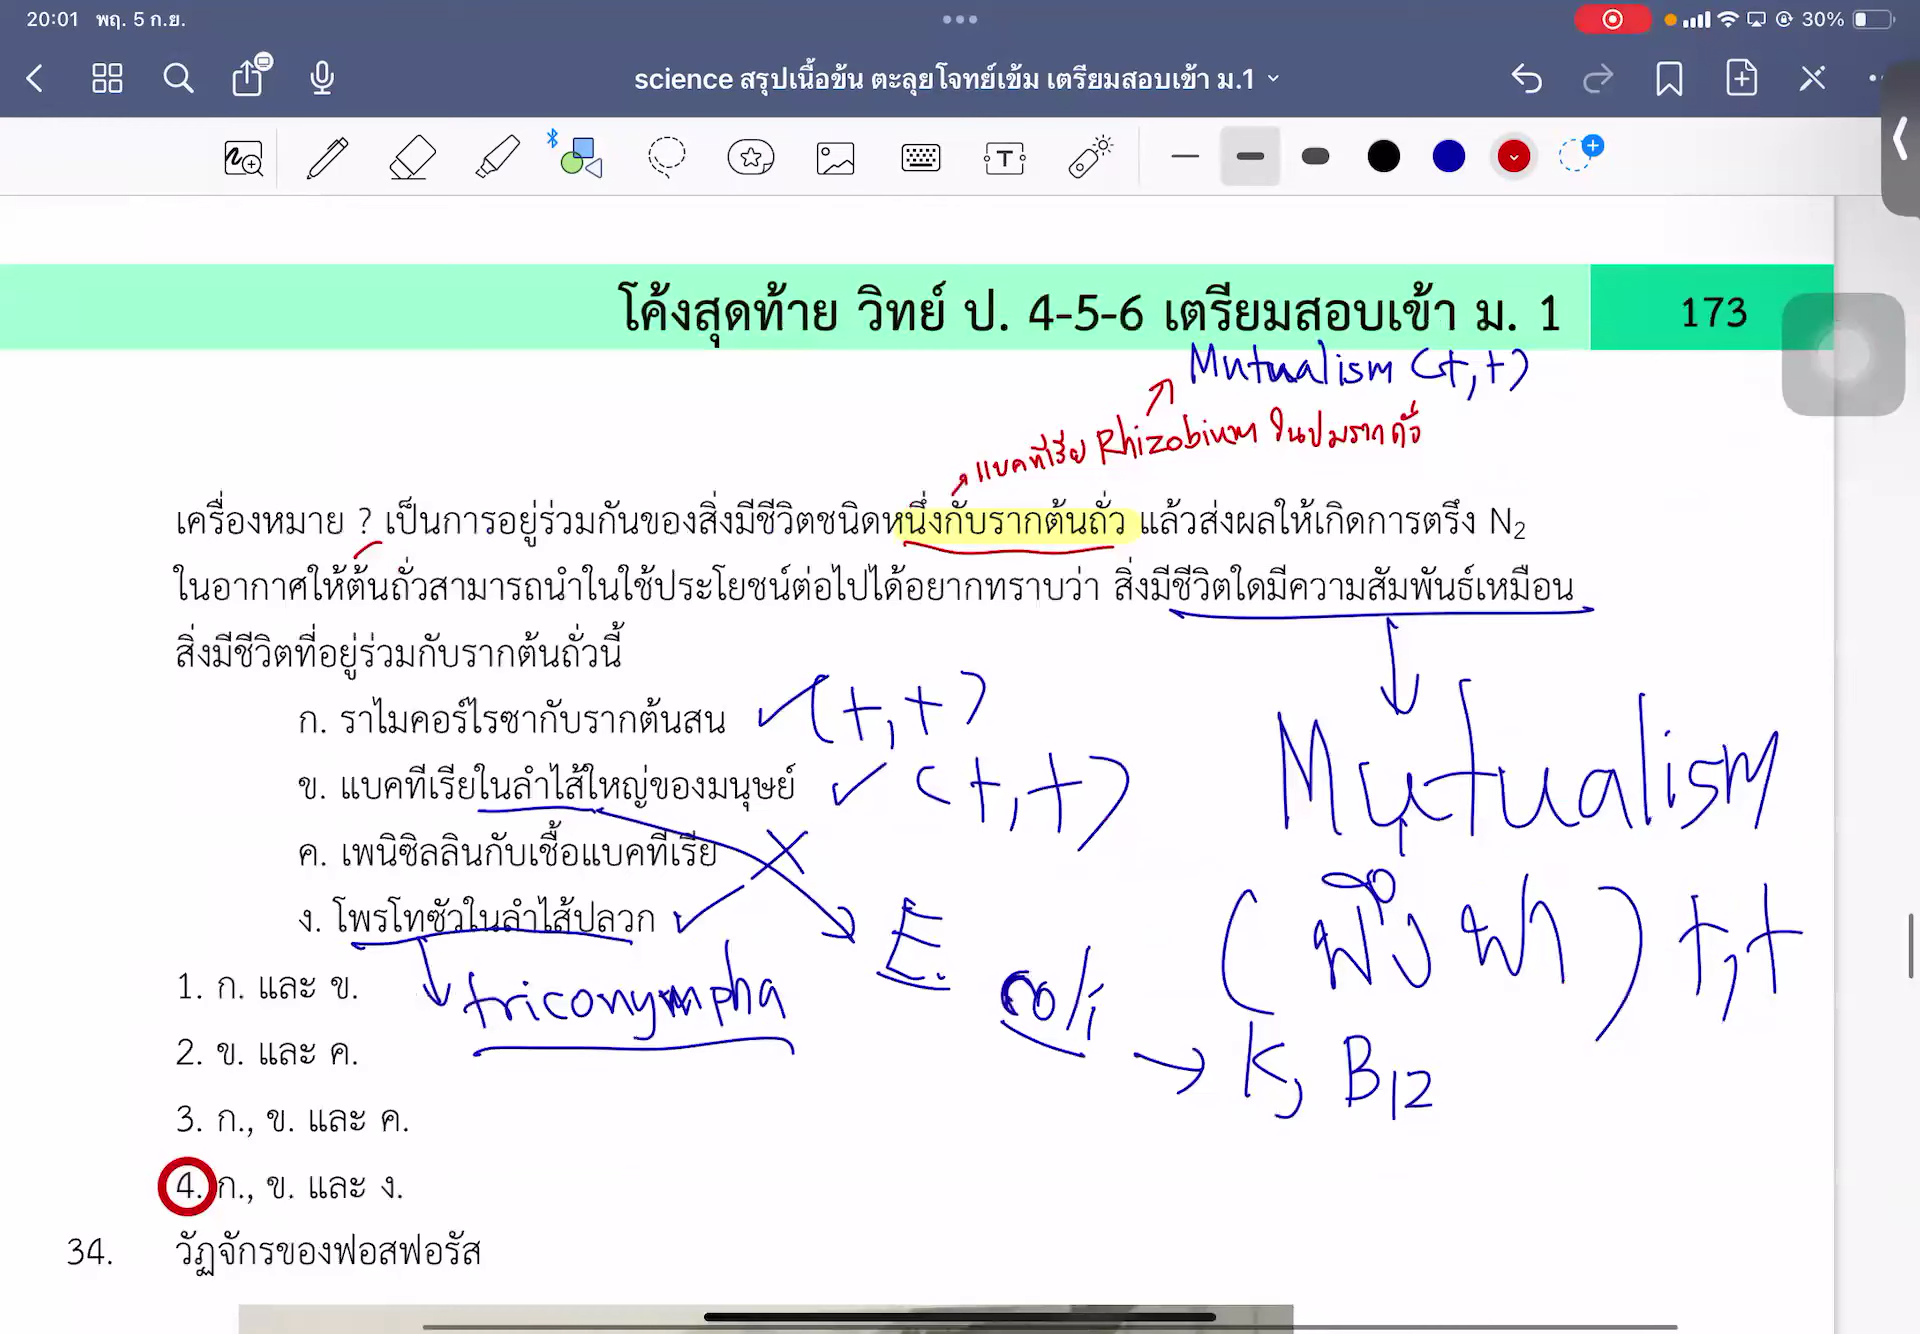 20:01 พฤ. 5 ก.ย.
30%
science สรุปเนื้อข้น ตะลุยโจทย์เข้ม เตรียมสอบเข้า ม.1
โค้งสุดท้าย วิทย์ ป. 4-5-6 เตรียมสอบเข้า ม. 1 173
Mutualism (+,+)
แบคทีเรีย Rhizobium ในปมรากถั่ว
เครื่องหมาย ? เป็นการอยู่ร่วมกันของสิ่งมีชีวิตชนิดหนึ่งกับรากต้นถั่ว แล้วส่งผลให้เกิดการตรึง N₂
ในอากาศให้ต้นถั่วสามารถนำในใช้ประโยชน์ต่อไปได้อยากทราบว่า สิ่งมีชีวิตใดมีความสัมพันธ์เหมือน
สิ่งมีชีวิตที่อยู่ร่วมกับรากต้นถั่วนี้
ก. ราไมคอร์ไรซากับรากต้นสน (+,+)
ข. แบคทีเรียในลำไส้ใหญ่ของมนุษย์ (+,+)
Mutualism
ค. เพนิซิลลินกับเชื้อแบคทีเรีย
ง. โพรโทซัวในลำไส้ปลวก
E. coli
(พึ่งพา) +,+
1. ก. และ ข.
triconympha
2. ข. และ ค.
K, B12
3. ก., ข. และ ค.
4. ก., ข. และ ง.
34. วัฏจักรของฟอสฟอรัส